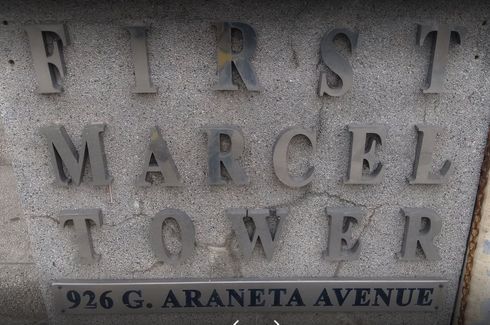 FIRST
MARCEL
TOWER
926 G. ARANETA AVENUE